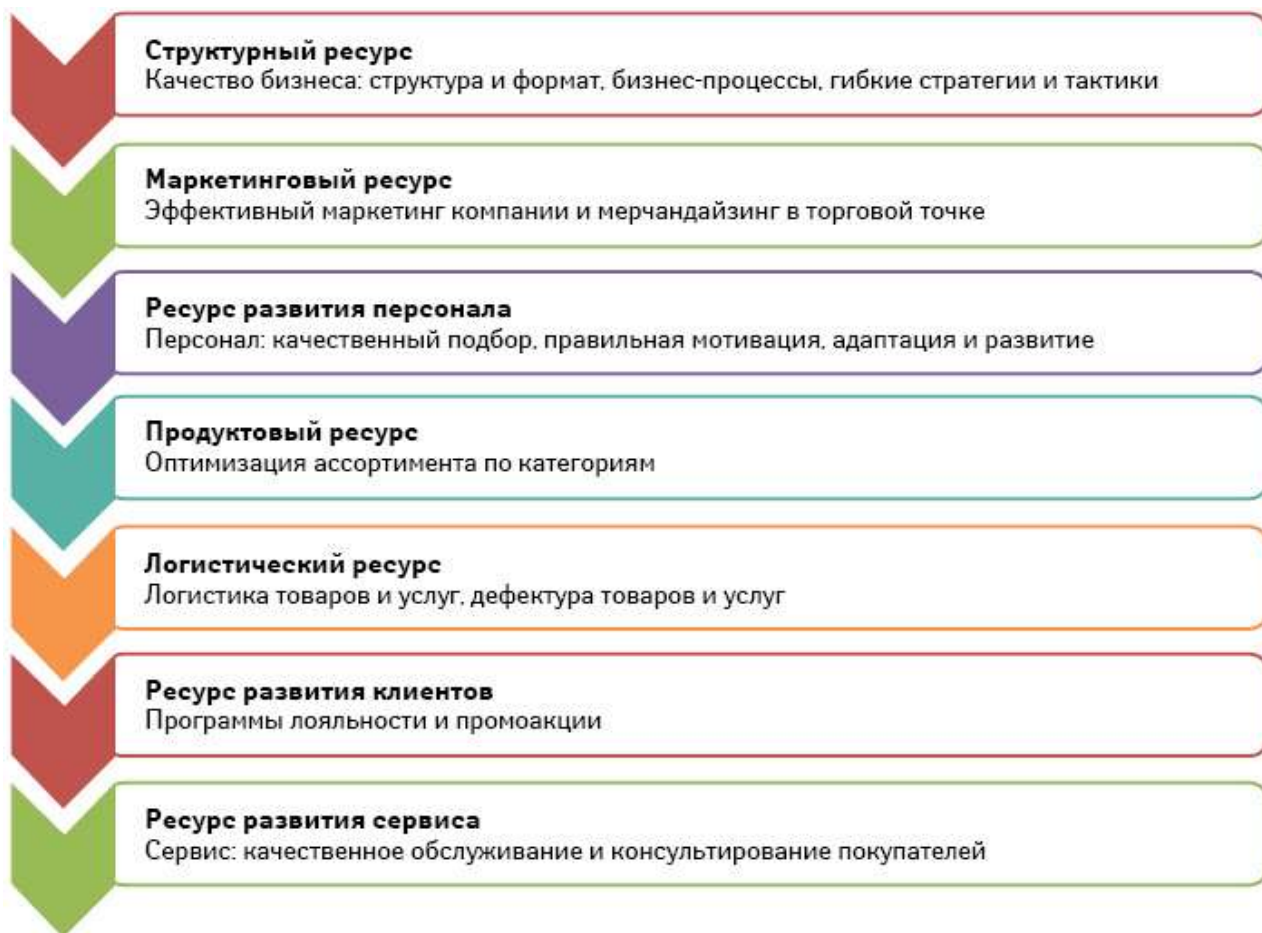 Структурный ресурс
Качество бизнеса: структура и формат, бизнес-процессы, гибкие стратегии и тактики
Маркетинговый ресурс
Эффективный маркетинг компании и мерчандайзинг в торговой точке
Ресурс развития персонала
Персонал: качественный подбор, правильная мотивация, адаптация и развитие
Продуктовый ресурс
Оптимизация ассортимента по категориям
Логистический ресурс
Логистика товаров и услуг, дефектура товаров и услуг
Ресурс развития клиентов
Программы лояльности и промоакции
Ресурс развития сервиса
Сервис: качественное обслуживание и консультирование покупателей